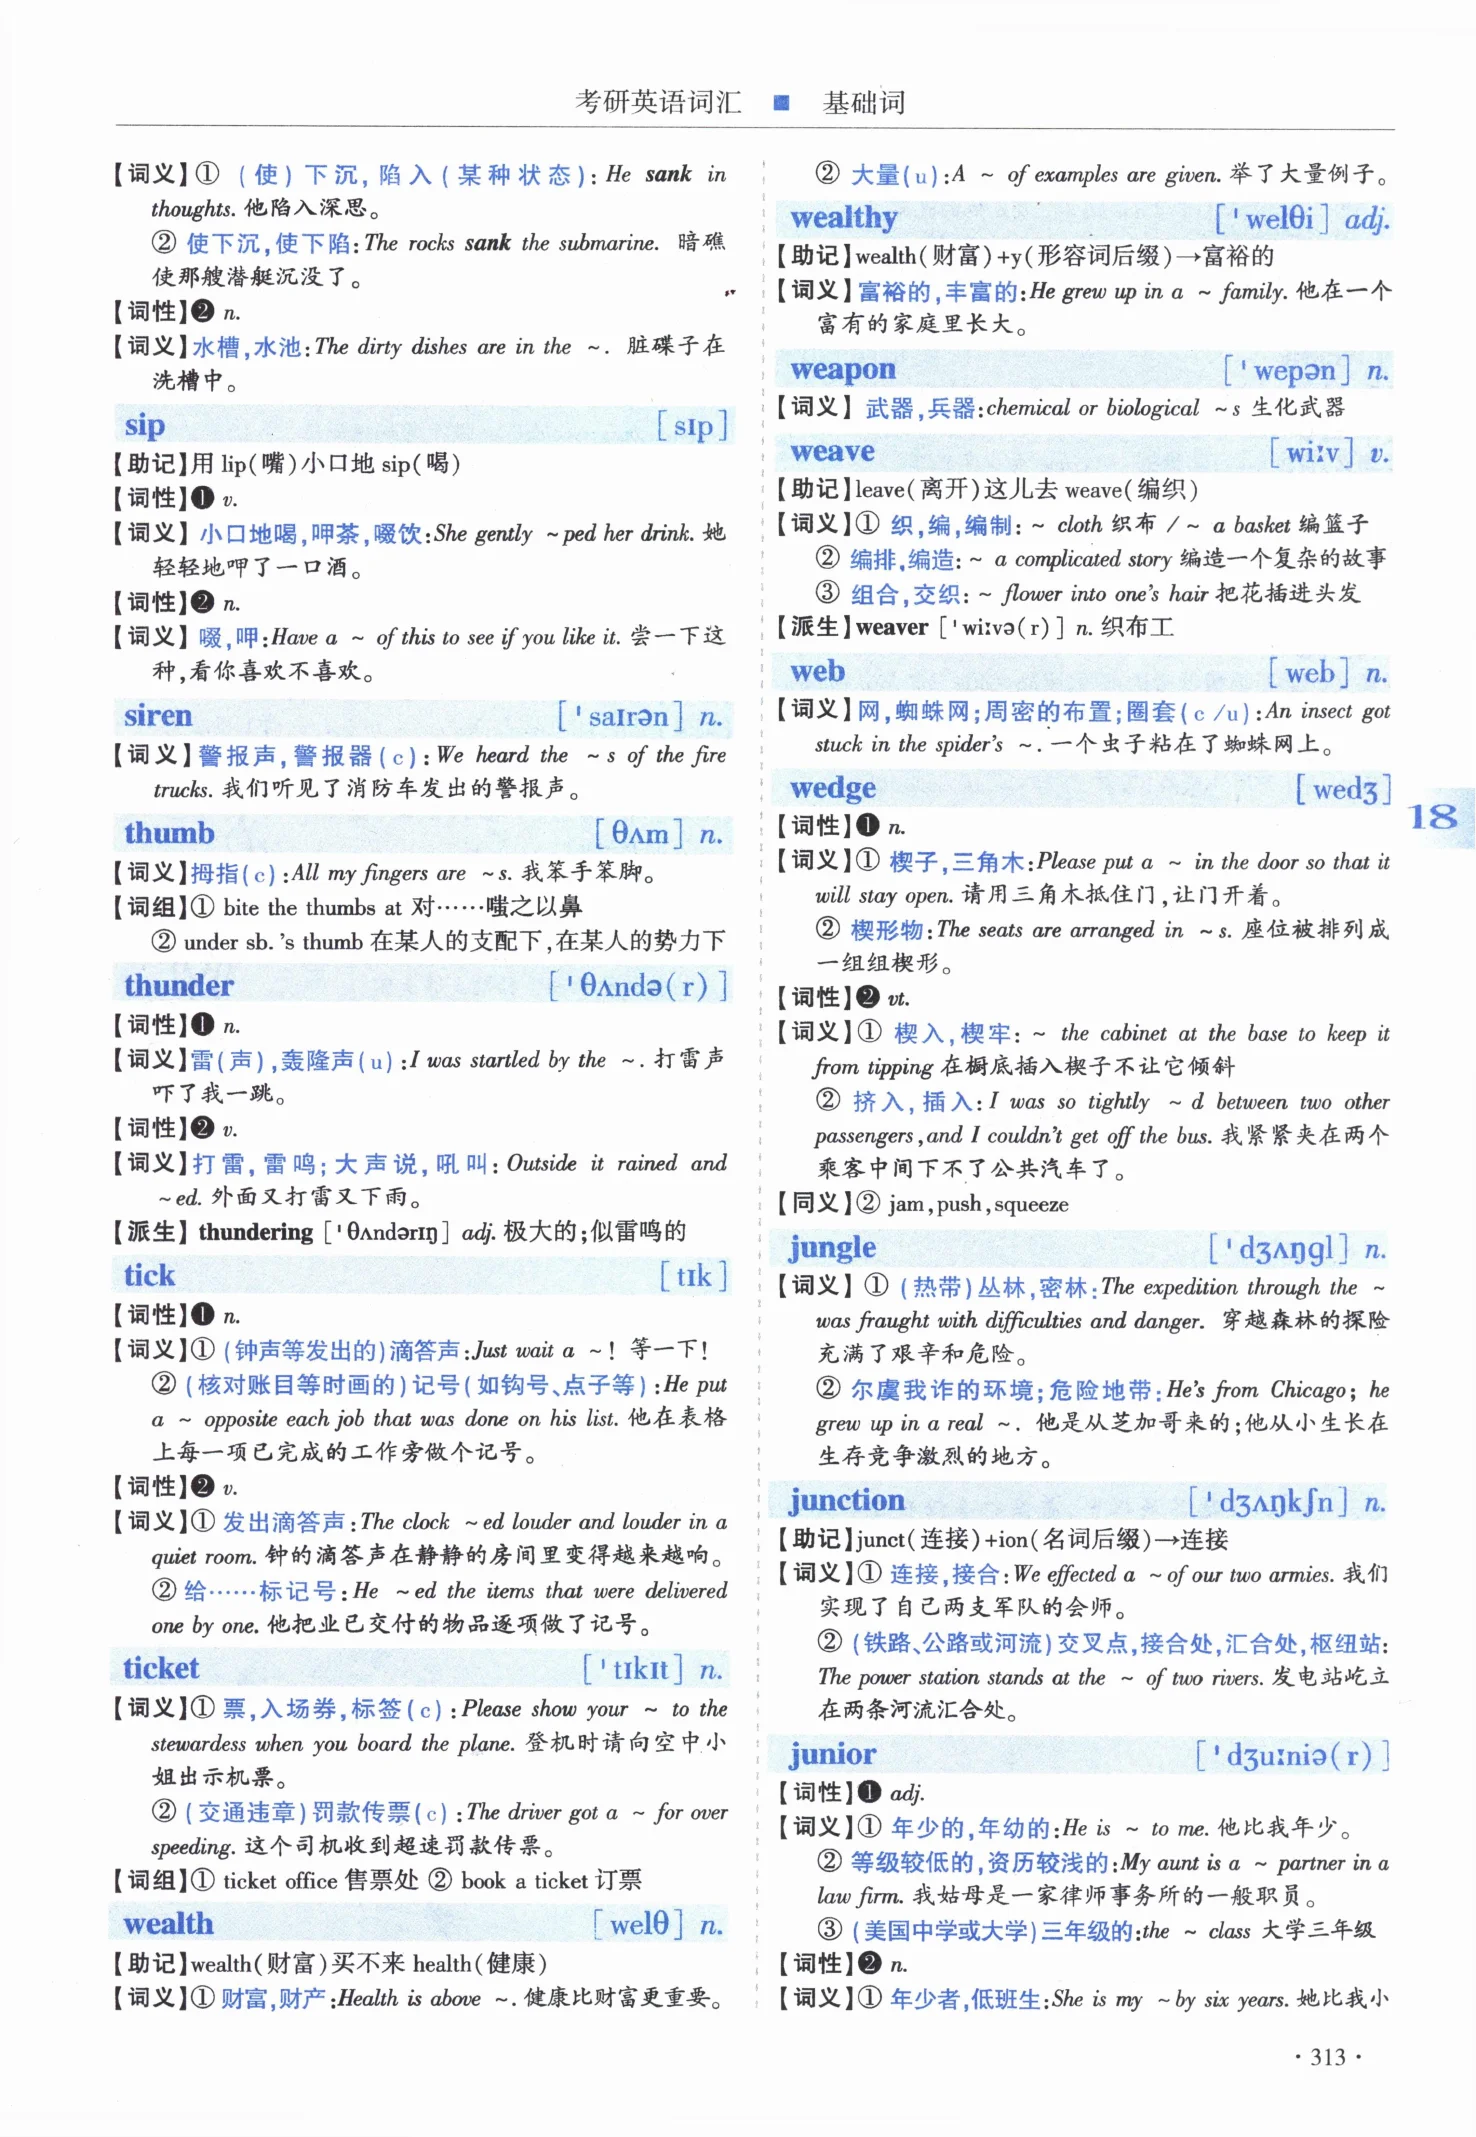 考研英语词汇 ■ 基础词
【词义】① (使)下沉,陷入(某种状态):He sank in
thoughts. 他陷入深思。
② 使下沉,使下陷:The rocks sank the submarine. 暗礁
使那艘潜艇沉没了。
【词性】❷ n.
【词义】水槽,水池:The dirty dishes are in the ~. 脏碟子在
洗槽中。
sip [sɪp]
【助记】用 lip(嘴)小口地 sip(喝)
【词性】❶ v.
【词义】小口地喝,呷茶,啜饮:She gently ~ped her drink. 她
轻轻地呷了一口酒。
【词性】❷ n.
【词义】啜,呷:Have a ~ of this to see if you like it. 尝一下这
种,看你喜欢不喜欢。
siren [ˈsaɪrən] n.
【词义】警报声,警报器(c):We heard the ~s of the fire
trucks. 我们听见了消防车发出的警报声。
thumb [θʌm] n.
【词义】拇指(c):All my fingers are ~s. 我笨手笨脚。
【词组】① bite the thumbs at 对……嗤之以鼻
② under sb.'s thumb 在某人的支配下,在某人的势力下
thunder [ˈθʌndə(r)]
【词性】❶ n.
【词义】雷(声),轰隆声(u):I was startled by the ~. 打雷声
吓了我一跳。
【词性】❷ v.
【词义】打雷,雷鸣;大声说,吼叫:Outside it rained and
~ed. 外面又打雷又下雨。
【派生】thundering [ˈθʌndərɪŋ] adj. 极大的;似雷鸣的
tick [tɪk]
【词性】❶ n.
【词义】① (钟声等发出的)滴答声:Just wait a ~! 等一下!
② (核对账目等时画的)记号(如钩号、点子等):He put
a ~ opposite each job that was done on his list. 他在表格
上每一项已完成的工作旁做个记号。
【词性】❷ v.
【词义】① 发出滴答声:The clock ~ed louder and louder in a
quiet room. 钟的滴答声在静静的房间里变得越来越响。
② 给……标记号:He ~ed the items that were delivered
one by one. 他把业已交付的物品逐项做了记号。
ticket [ˈtɪkɪt] n.
【词义】① 票,入场券,标签(c):Please show your ~ to the
stewardess when you board the plane. 登机时请向空中小
姐出示机票。
② (交通违章)罚款传票(c):The driver got a ~ for over
speeding. 这个司机收到超速罚款传票。
【词组】① ticket office 售票处 ② book a ticket 订票
wealth [welθ] n.
【助记】wealth(财富)买不来 health(健康)
【词义】① 财富,财产:Health is above ~. 健康比财富更重要。
② 大量(u):A ~ of examples are given. 举了大量例子。
wealthy [ˈwelθi] adj.
【助记】wealth(财富)+y(形容词后缀)→富裕的
【词义】富裕的,丰富的:He grew up in a ~ family. 他在一个
富有的家庭里长大。
weapon [ˈwepən] n.
【词义】武器,兵器:chemical or biological ~s 生化武器
weave [wiːv] v.
【助记】leave(离开)这儿去 weave(编织)
【词义】① 织,编,编制: ~ cloth 织布 / ~ a basket 编篮子
② 编排,编造: ~ a complicated story 编造一个复杂的故事
③ 组合,交织: ~ flower into one's hair 把花插进头发
【派生】weaver [ˈwiːvə(r)] n. 织布工
web [web] n.
【词义】网,蜘蛛网;周密的布置;圈套(c/u):An insect got
stuck in the spider's ~. 一个虫子粘在了蜘蛛网上。
wedge [wedʒ]
【词性】❶ n.
【词义】① 楔子,三角木:Please put a ~ in the door so that it
will stay open. 请用三角木抵住门,让门开着。
② 楔形物:The seats are arranged in ~s. 座位被排列成
一组组楔形。
【词性】❷ vt.
【词义】① 楔入,楔牢: ~ the cabinet at the base to keep it
from tipping 在橱底插入楔子不让它倾斜
② 挤入,插入:I was so tightly ~d between two other
passengers,and I couldn't get off the bus. 我紧紧夹在两个
乘客中间下不了公共汽车了。
【同义】② jam,push,squeeze
18
jungle [ˈdʒʌŋgl] n.
【词义】① (热带)丛林,密林:The expedition through the ~
was fraught with difficulties and danger. 穿越森林的探险
充满了艰辛和危险。
② 尔虞我诈的环境;危险地带:He's from Chicago; he
grew up in a real ~. 他是从芝加哥来的;他从小生长在
生存竞争激烈的地方。
junction [ˈdʒʌŋkʃn] n.
【助记】junct(连接)+ion(名词后缀)→连接
【词义】① 连接,接合:We effected a ~of our two armies. 我们
实现了自己两支军队的会师。
② (铁路、公路或河流)交叉点,接合处,汇合处,枢纽站:
The power station stands at the ~ of two rivers. 发电站屹立
在两条河流汇合处。
junior [ˈdʒuːniə(r)]
【词性】❶ adj.
【词义】① 年少的,年幼的:He is ~ to me. 他比我年少。
② 等级较低的,资历较浅的:My aunt is a ~ partner in a
law firm. 我姑母是一家律师事务所的一般职员。
③ (美国中学或大学)三年级的:the ~ class 大学三年级
【词性】❷ n.
【词义】① 年少者,低班生:She is my ~by six years. 她比我小
·313·